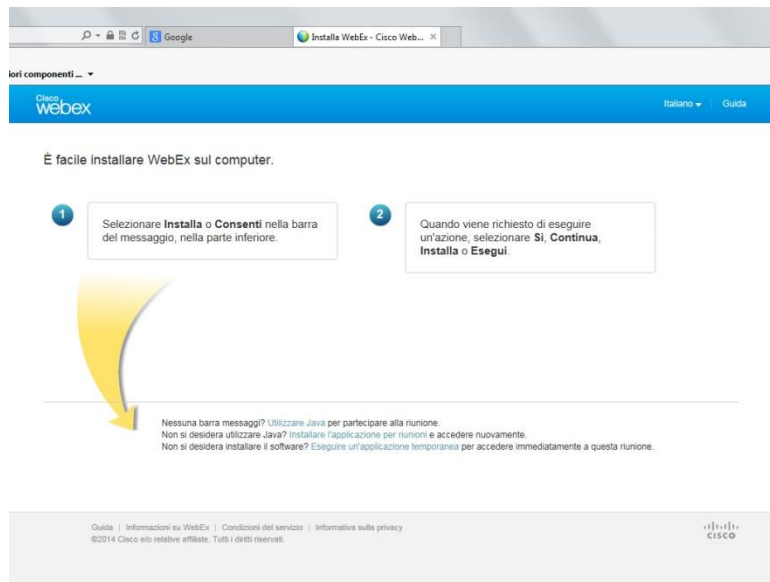 Google
Installa WebEx - Cisco Web...
iori componenti ...
Cisco
webex
Italiano
Guida
È facile installare WebEx sul computer.
1
Selezionare Installa o Consenti nella barra
del messaggio, nella parte inferiore.
2
Quando viene richiesto di eseguire
un'azione, selezionare Sì, Continua,
Installa o Esegui.
Nessuna barra messaggi? Utilizzare Java per partecipare alla riunione.
Non si desidera utilizzare Java? Installare l'applicazione per riunioni e accedere nuovamente.
Non si desidera installare il software? Eseguire un'applicazione temporanea per accedere immediatamente a questa riunione.
Guida | Informazioni su WebEx | Condizioni del servizio | Informativa sulla privacy
©2014 Cisco e/o relative affiliate. Tutti i diritti riservati.
CISCO